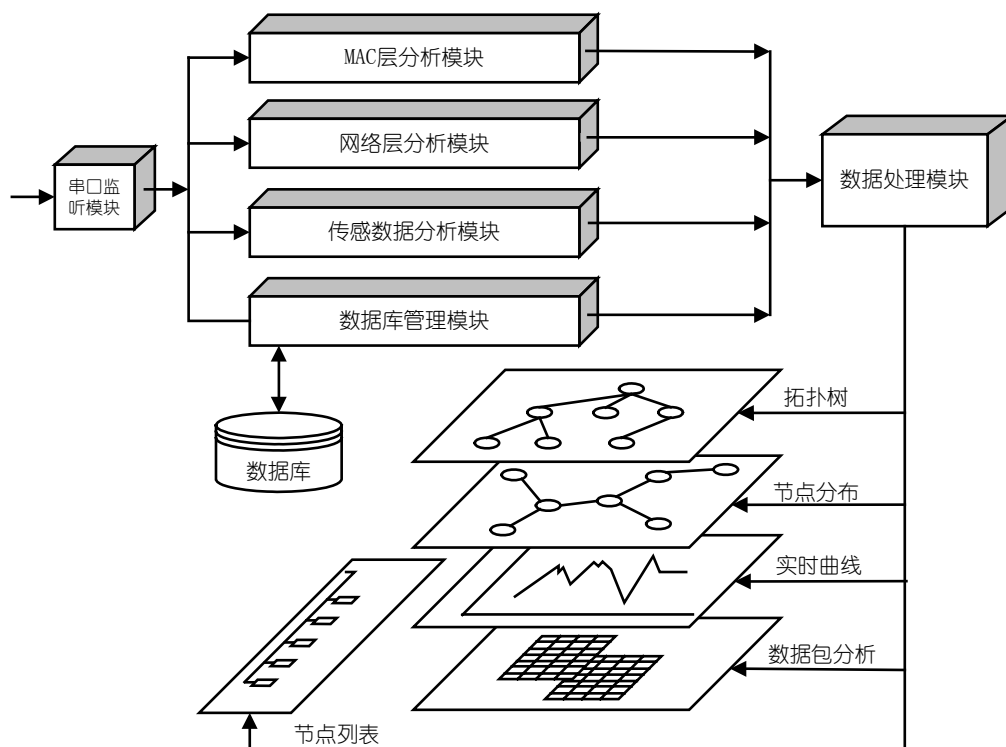 MAC层分析模块
网络层分析模块
串口监
听模块
数据处理模块
传感数据分析模块
数据库管理模块
拓扑树
数据库
节点分布
实时曲线
数据包分析
节点列表